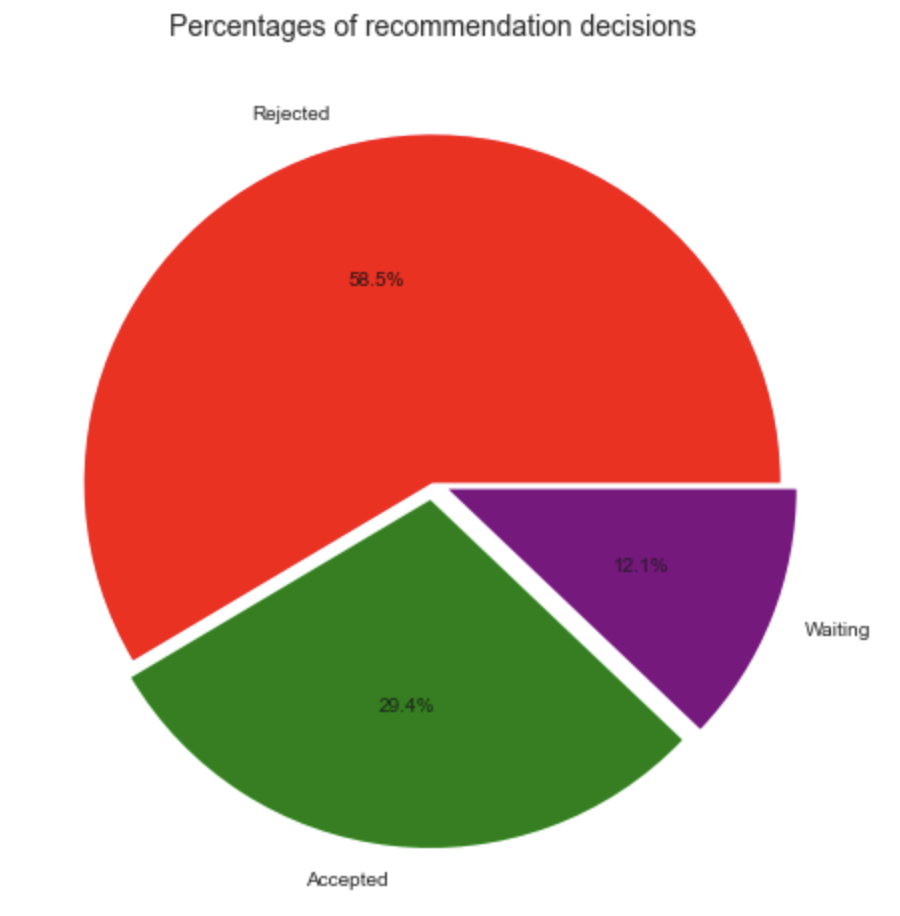 Percentages of recommendation decisions
Rejected
58.5%
12.1%
Waiting
29.4%
Accepted